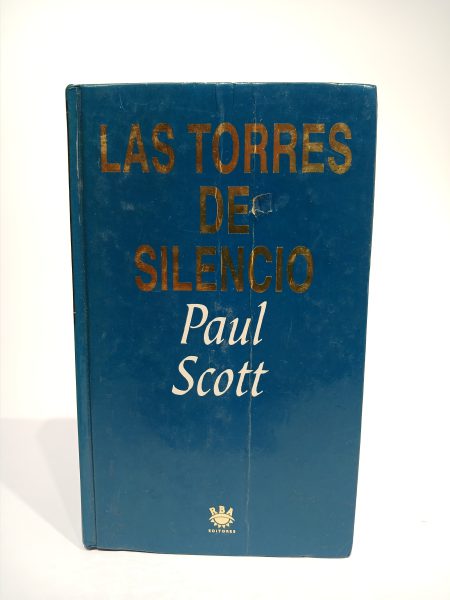 LAS TORRES
DE
SILENCIO
Paul
Scott
RBA
EDITORES